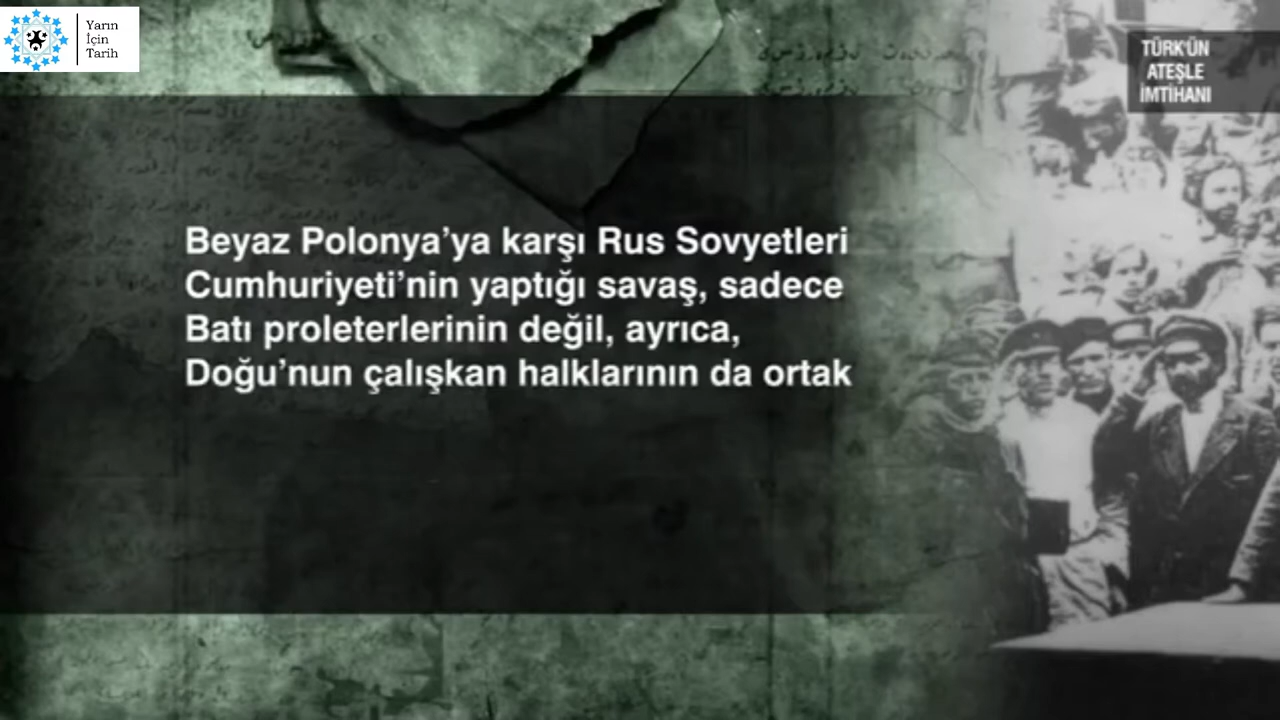 Yarın
İçin
Tarih
TÜRK'ÜN
ATEŞLE
İMTİHANI
Beyaz Polonya'ya karşı Rus Sovyetleri
Cumhuriyeti'nin yaptığı savaş, sadece
Batı proleterlerinin değil, ayrıca,
Doğu'nun çalışkan halklarının da ortak